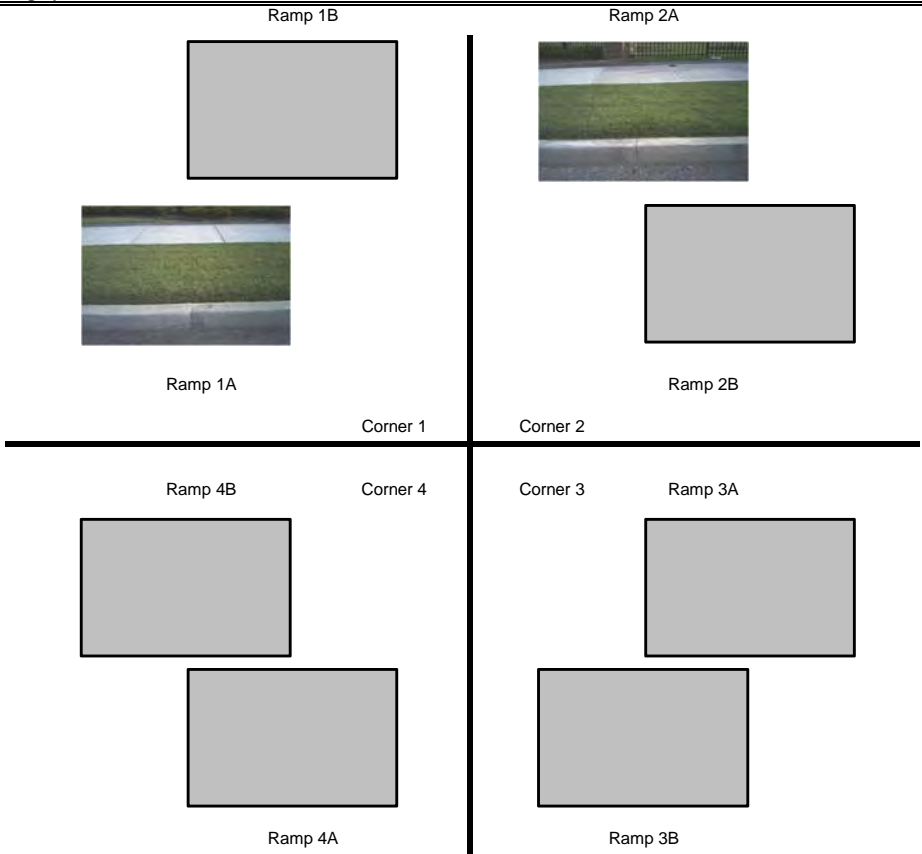 Ramp 1B
Ramp 2A
Ramp 1A
Ramp 2B
Corner 1
Corner 2
Ramp 4B
Corner 4
Corner 3
Ramp 3A
Ramp 4A
Ramp 3B